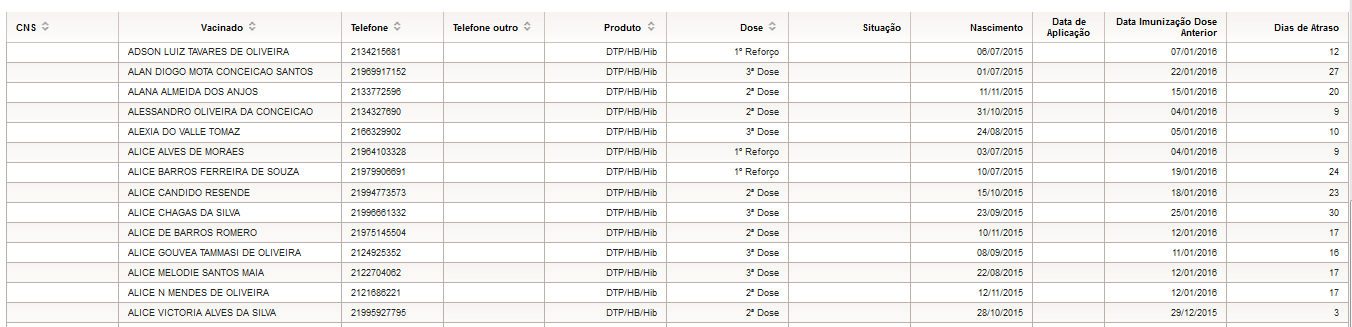 CNS Vacinado Telefone Telefone outro Produto Dose Situação Nascimento Data de Aplicação Data Imunização Dose Anterior Dias de Atraso
ADSON LUIZ TAVARES DE OLIVEIRA 2134215681 DTP/HB/Hib 1º Reforço 06/07/2015 07/01/2016 12
ALAN DIOGO MOTA CONCEICAO SANTOS 21969917152 DTP/HB/Hib 3ª Dose 01/07/2015 22/01/2016 27
ALANA ALMEIDA DOS ANJOS 2133772596 DTP/HB/Hib 2ª Dose 11/11/2015 15/01/2016 20
ALESSANDRO OLIVEIRA DA CONCEICAO 2134327690 DTP/HB/Hib 2ª Dose 31/10/2015 04/01/2016 9
ALEXIA DO VALLE TOMAZ 2166329902 DTP/HB/Hib 3ª Dose 24/08/2015 05/01/2016 10
ALICE ALVES DE MORAES 21964103328 DTP/HB/Hib 1º Reforço 03/07/2015 04/01/2016 9
ALICE BARROS FERREIRA DE SOUZA 21979906691 DTP/HB/Hib 1º Reforço 10/07/2015 19/01/2016 24
ALICE CANDIDO RESENDE 21994773573 DTP/HB/Hib 2ª Dose 15/10/2015 18/01/2016 23
ALICE CHAGAS DA SILVA 21996661332 DTP/HB/Hib 3ª Dose 23/09/2015 25/01/2016 30
ALICE DE BARROS ROMERO 21975145504 DTP/HB/Hib 2ª Dose 10/11/2015 12/01/2016 17
ALICE GOUVEA TAMMASI DE OLIVEIRA 2124925352 DTP/HB/Hib 3ª Dose 08/09/2015 11/01/2016 16
ALICE MELODIE SANTOS MAIA 2122704062 DTP/HB/Hib 3ª Dose 22/08/2015 12/01/2016 17
ALICE N MENDES DE OLIVEIRA 2121686221 DTP/HB/Hib 2ª Dose 12/11/2015 12/01/2016 17
ALICE VICTORIA ALVES DA SILVA 21995927795 DTP/HB/Hib 2ª Dose 28/10/2015 29/12/2015 3